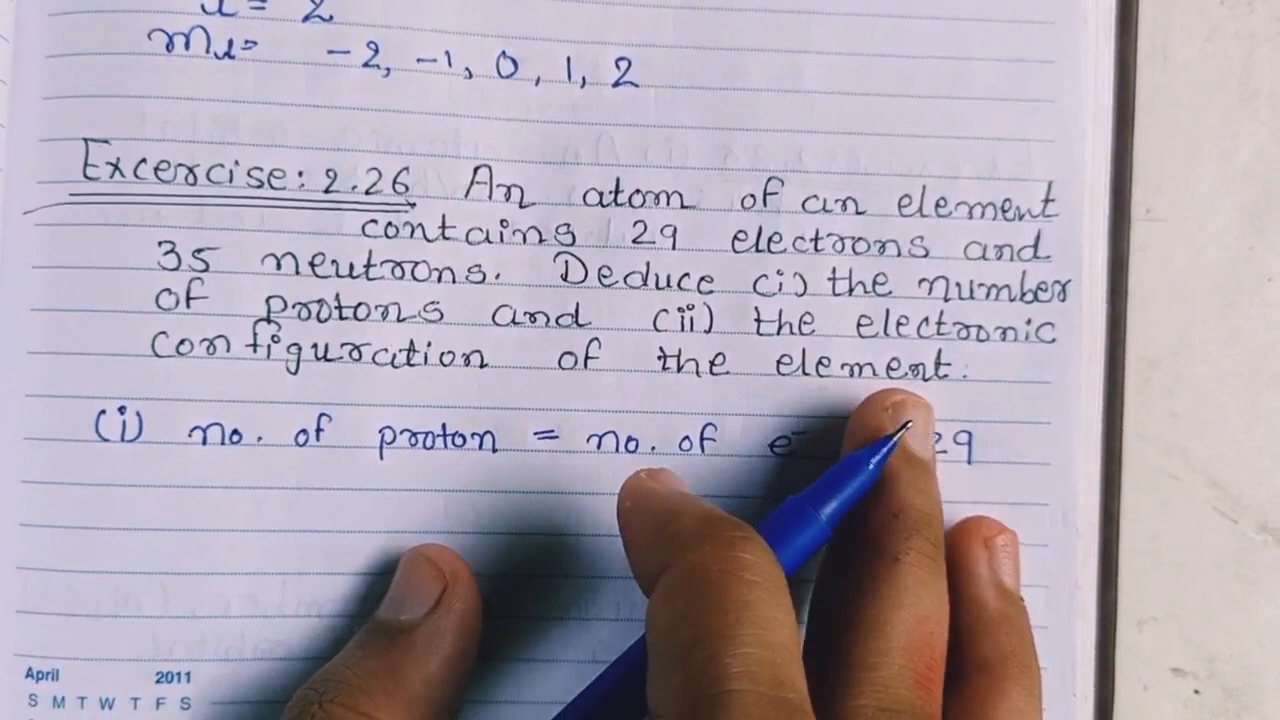 l= 2
ml= -2, -1, 0, 1, 2
Excercise: 2.26 An atom of an element
contains 29 electrons and
35 neutrons. Deduce (i) the number
of protons and (ii) the electronic
configuration of the element.
(i) no. of proton = no. of e⁻ 29
April 2011
S M T W T F S